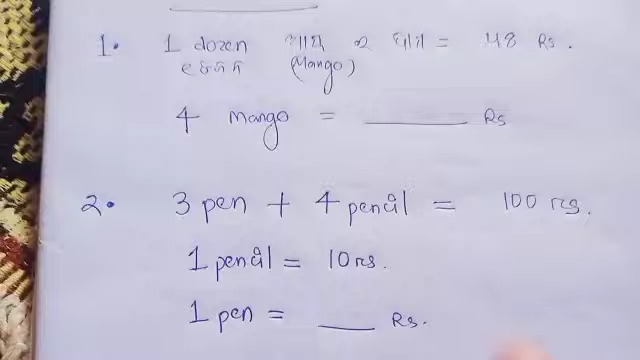 1. 1 dozen = 48 Rs.
(Mango)
4 mango = ______ Rs
2. 3 pen + 4 pencil = 100 rs.
1 pencil = 10 rs.
1 pen = ____ Rs.